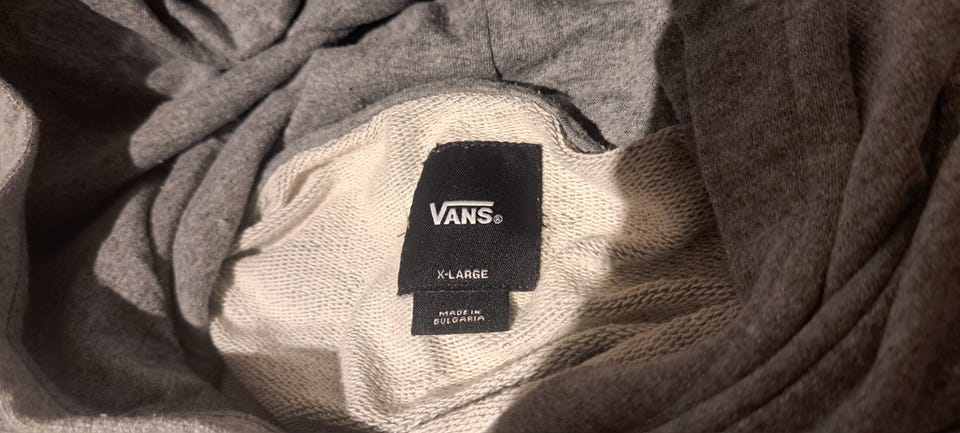 VANS®
X-LARGE
MADE IN
BULGARIA